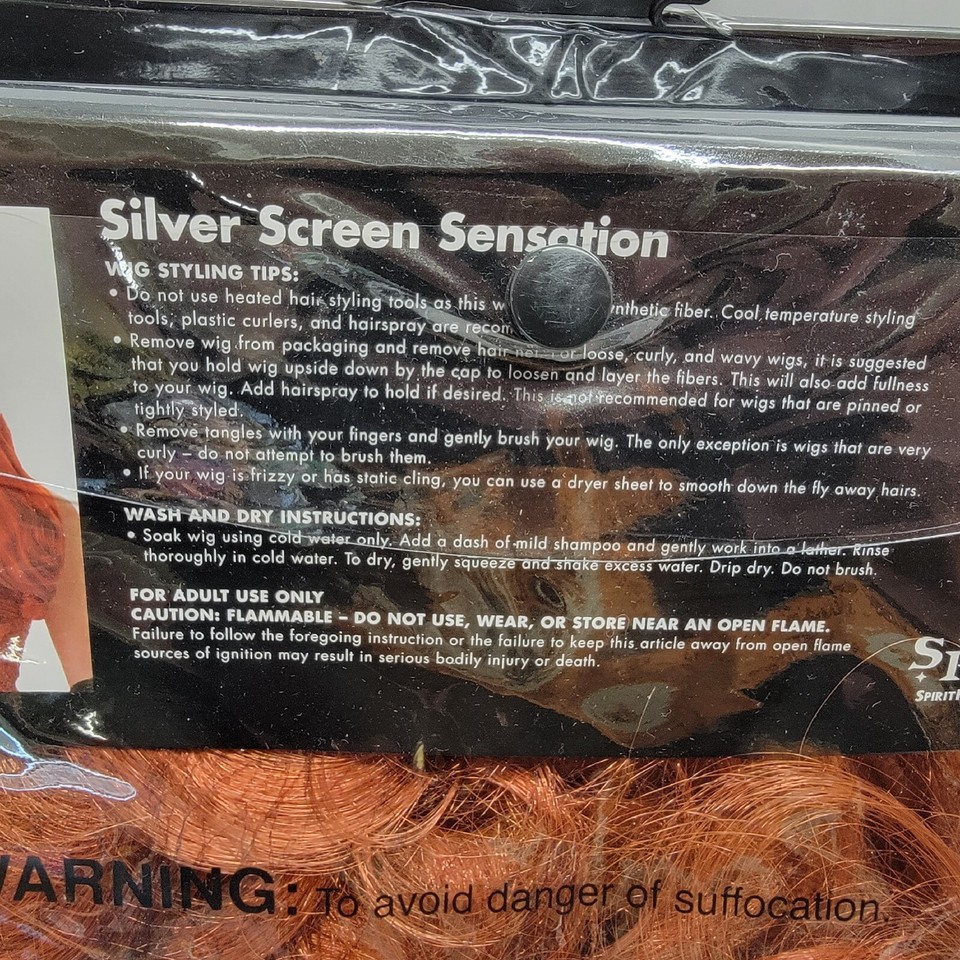 Silver Screen Sensation
WIG STYLING TIPS:
• Do not use heated hair styling tools as this w nthetic fiber. Cool temperature styling
tools, plastic curlers, and hairspray are recom
• Remove wig from packaging and remove hair net. For loose, curly, and wavy wigs, it is suggested
that you hold wig upside down by the cap to loosen and layer the fibers. This will also add fullness
to your wig. Add hairspray to hold if desired. This is not recommended for wigs that are pinned or
tightly styled.
• Remove tangles with your fingers and gently brush your wig. The only exception is wigs that are very
curly – do not attempt to brush them.
• If your wig is frizzy or has static cling, you can use a dryer sheet to smooth down the fly away hairs.
WASH AND DRY INSTRUCTIONS:
• Soak wig using cold water only. Add a dash of mild shampoo and gently work into a lather. Rinse
thoroughly in cold water. To dry, gently squeeze and shake excess water. Drip dry. Do not brush.
FOR ADULT USE ONLY
CAUTION: FLAMMABLE – DO NOT USE, WEAR, OR STORE NEAR AN OPEN FLAME.
Failure to follow the foregoing instruction or the failure to keep this article away from open flame
sources of ignition may result in serious bodily injury or death.
SP
SPIRIT
WARNING: To avoid danger of suffocation.